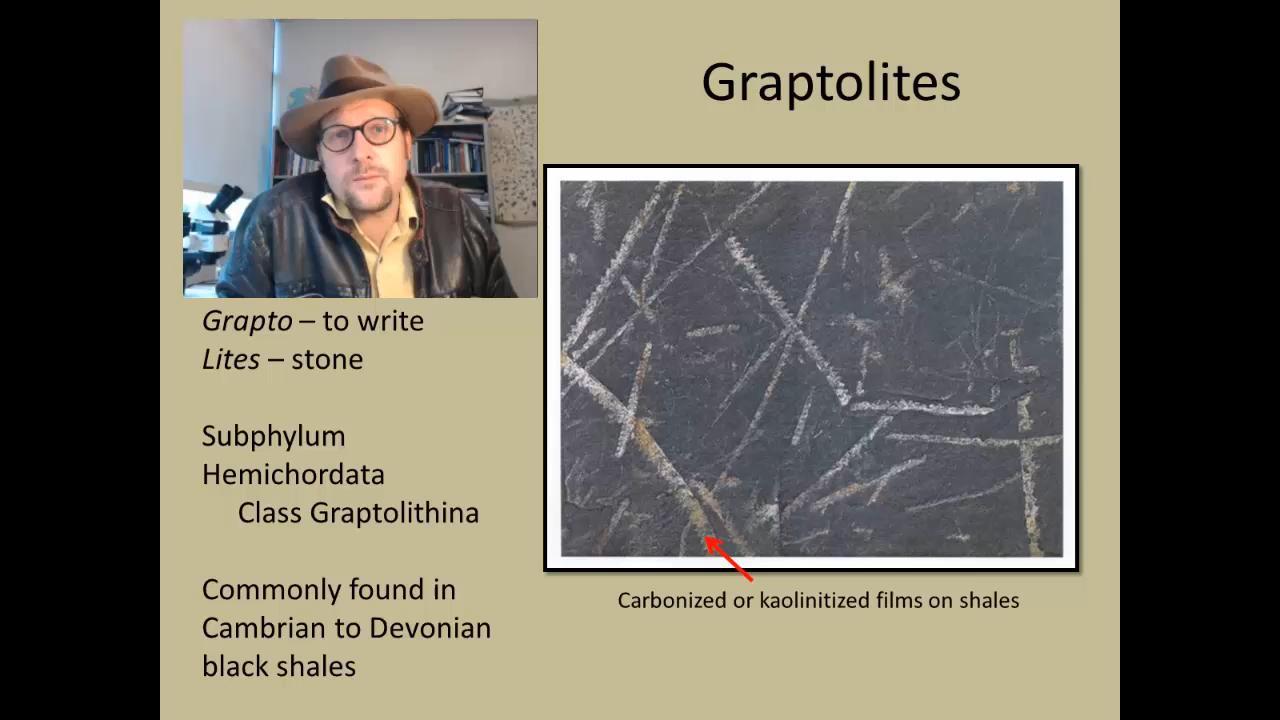 Graptolites
Grapto – to write
Lites – stone
Subphylum
Hemichordata
Class Graptolithina
Commonly found in
Cambrian to Devonian
black shales
Carbonized or kaolinitized films on shales